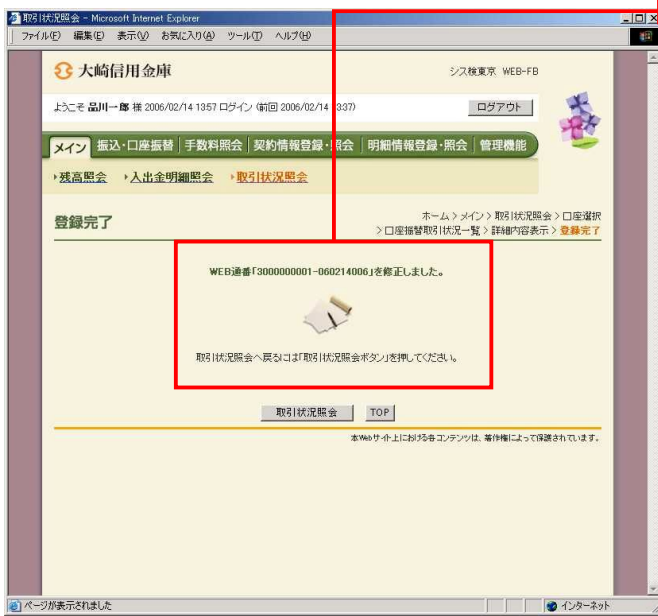 取引状況照会 - Microsoft Internet Explorer
ファイル(F) 編集(E) 表示(V) お気に入り(A) ツール(T) ヘルプ(H)
大崎信用金庫
シス検東京 WEB-FB
ようこそ 品川一郎 様 2006/02/14 13:57 ログイン (前回 2006/02/14 13:37)
ログアウト
メイン 振込・口座振替 手数料照会 契約情報登録・照会 明細情報登録・照会 管理機能
残高照会 入出金明細照会 取引状況照会
登録完了
ホーム > メイン > 取引状況照会 > 口座選択
> 口座振替取引状況一覧 > 詳細内容表示 > 登録完了
WEB通番「3000000001-060214006」を修正しました。
取引状況照会へ戻るには「取引状況照会ボタン」を押してください。
取引状況照会 TOP
本Webサイト上における各コンテンツは、著作権によって保護されています。
ページが表示されました
インターネット